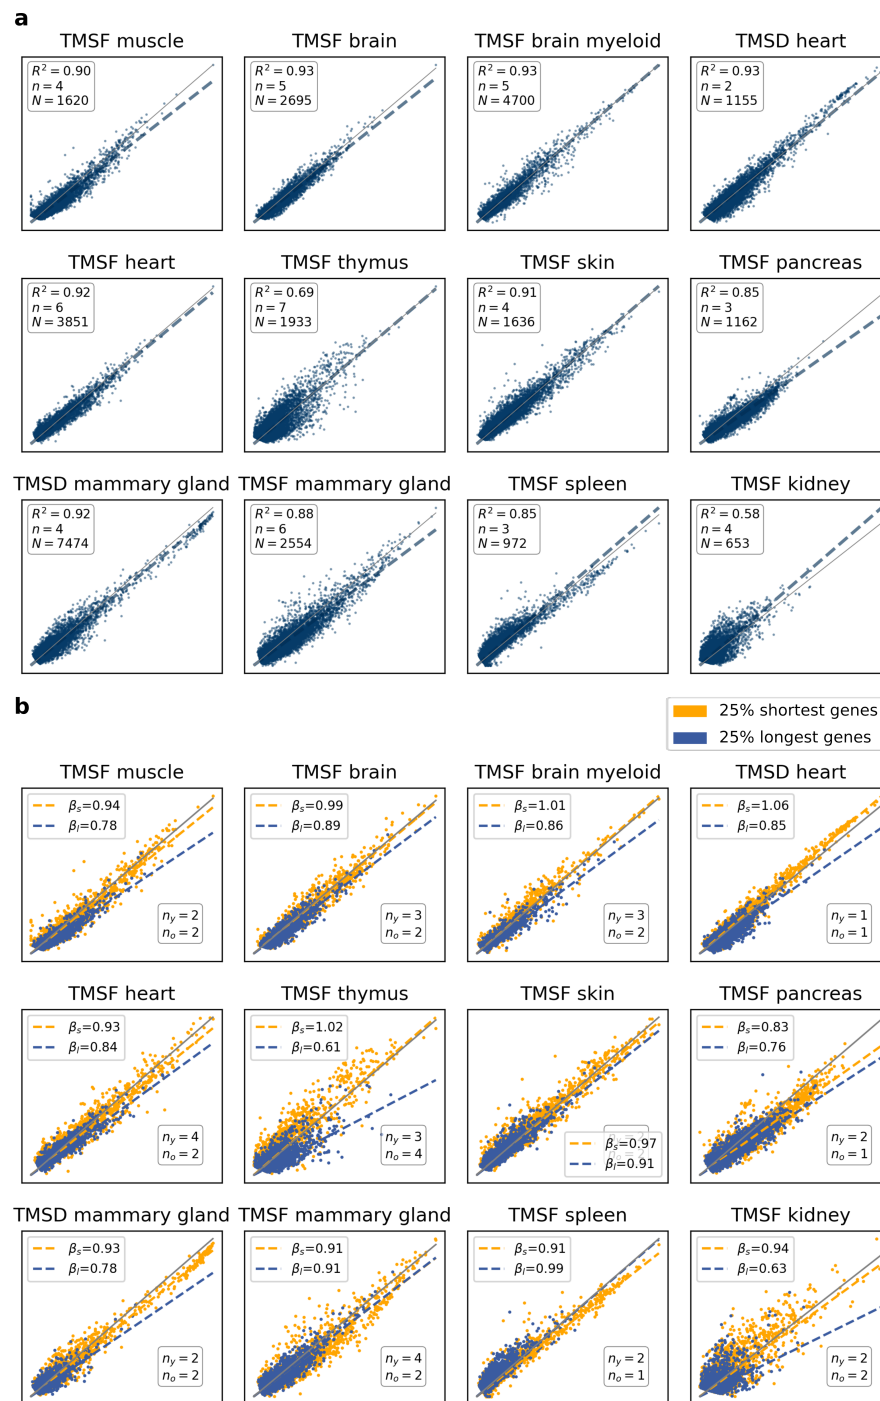 a
TMSF muscle
R² = 0.90
n = 4
N = 1620
TMSF brain
R² = 0.93
n = 5
N = 2695
TMSF brain myeloid
R² = 0.93
n = 5
N = 4700
TMSD heart
R² = 0.93
n = 2
N = 1155
TMSF heart
R² = 0.92
n = 6
N = 3851
TMSF thymus
R² = 0.69
n = 7
N = 1933
TMSF skin
R² = 0.91
n = 4
N = 1636
TMSF pancreas
R² = 0.85
n = 3
N = 1162
TMSD mammary gland
R² = 0.92
n = 4
N = 7474
TMSF mammary gland
R² = 0.88
n = 6
N = 2554
TMSF spleen
R² = 0.85
n = 3
N = 972
TMSF kidney
R² = 0.58
n = 4
N = 653
b
25% shortest genes
25% longest genes
TMSF muscle
βs=0.94
βl=0.78
ny = 2
no = 2
TMSF brain
βs=0.99
βl=0.89
ny = 3
no = 2
TMSF brain myeloid
βs=1.01
βl=0.86
ny = 3
no = 2
TMSD heart
βs=1.06
βl=0.85
ny = 1
no = 1
TMSF heart
βs=0.93
βl=0.84
ny = 4
no = 2
TMSF thymus
βs=1.02
βl=0.61
ny = 3
no = 4
TMSF skin
βs=0.97
βl=0.91
TMSF pancreas
βs=0.83
βl=0.76
ny = 2
no = 1
TMSD mammary gland
βs=0.93
βl=0.78
ny = 2
no = 2
TMSF mammary gland
βs=0.91
βl=0.91
ny = 4
no = 2
TMSF spleen
βs=0.91
βl=0.99
ny = 2
no = 1
TMSF kidney
βs=0.94
βl=0.63
ny = 2
no = 2